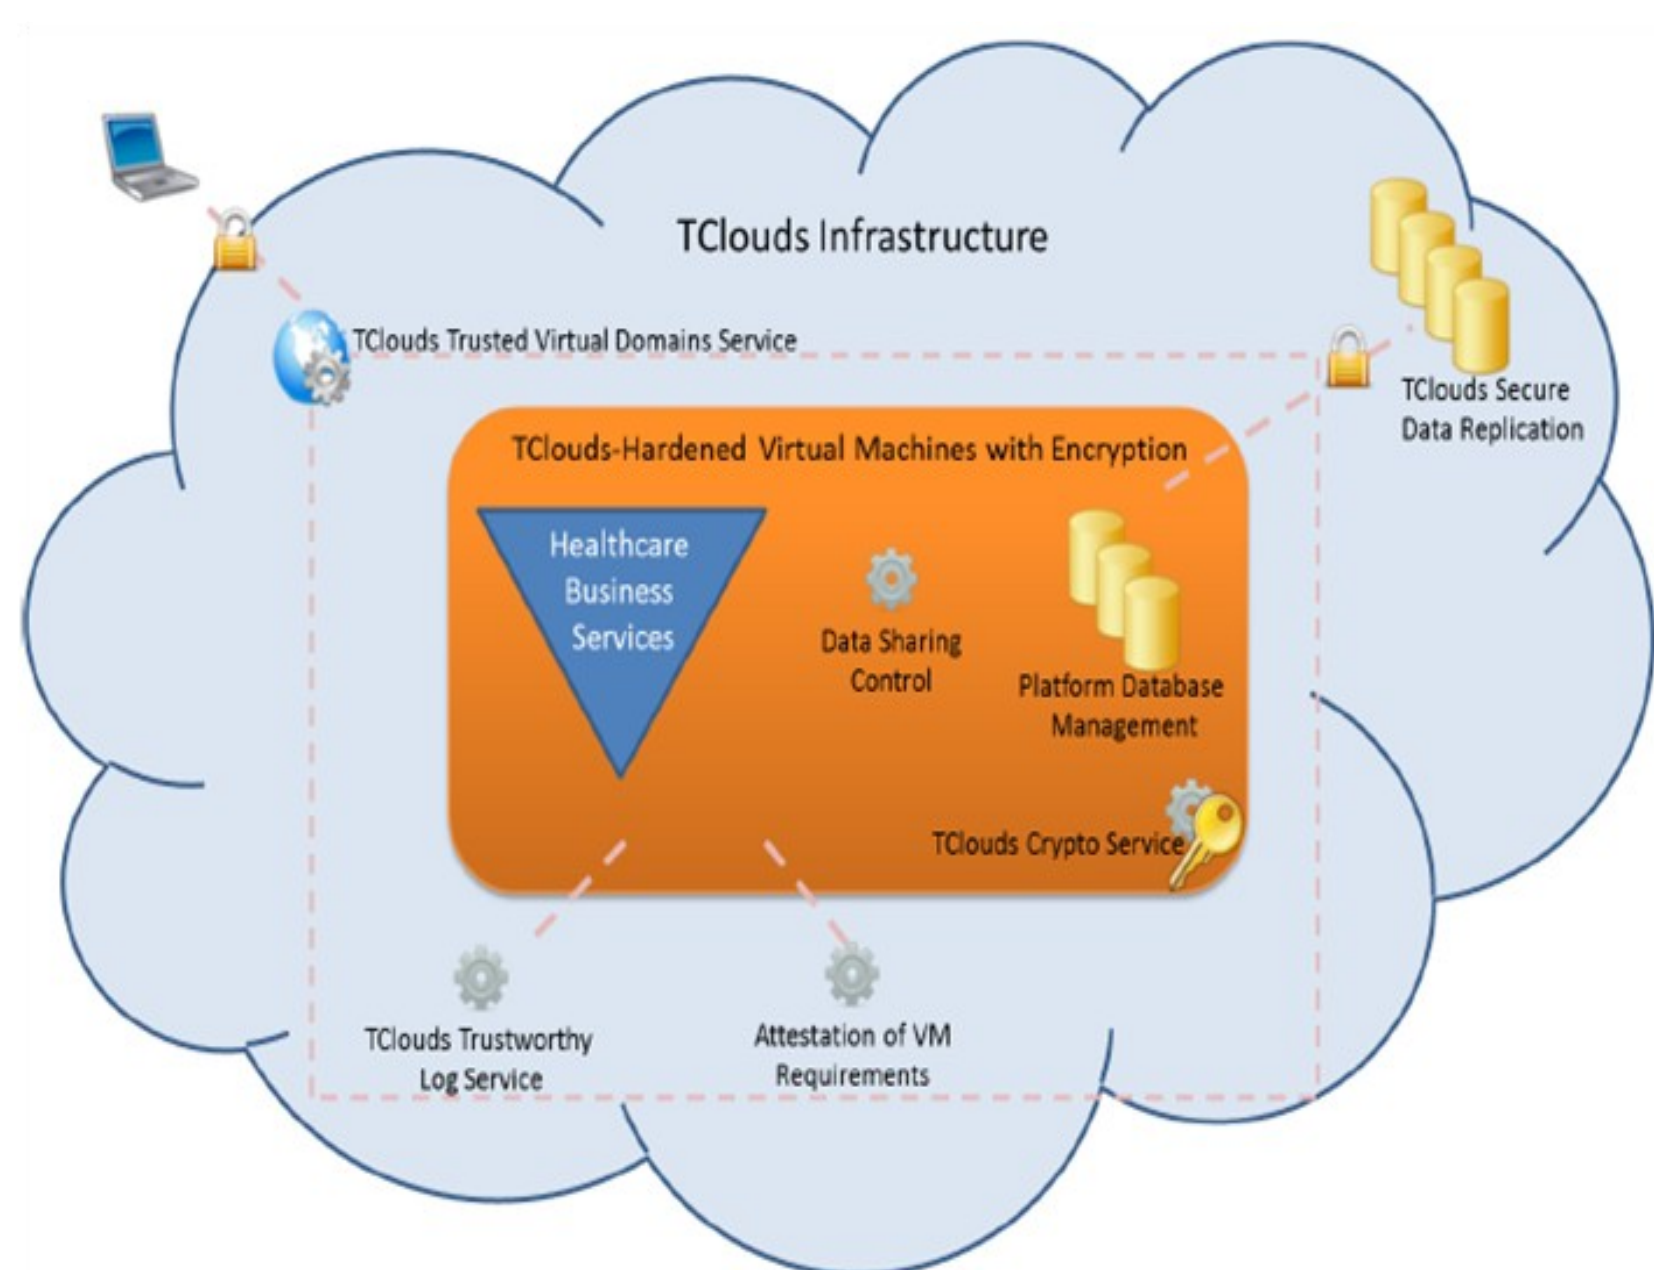 TClouds Infrastructure
TClouds Trusted Virtual Domains Service
TClouds Secure
Data Replication
TClouds-Hardened Virtual Machines with Encryption
Healthcare
Business
Services
Data Sharing
Control
Platform Database
Management
TClouds Crypto Service
TClouds Trustworthy
Log Service
Attestation of VM
Requirements